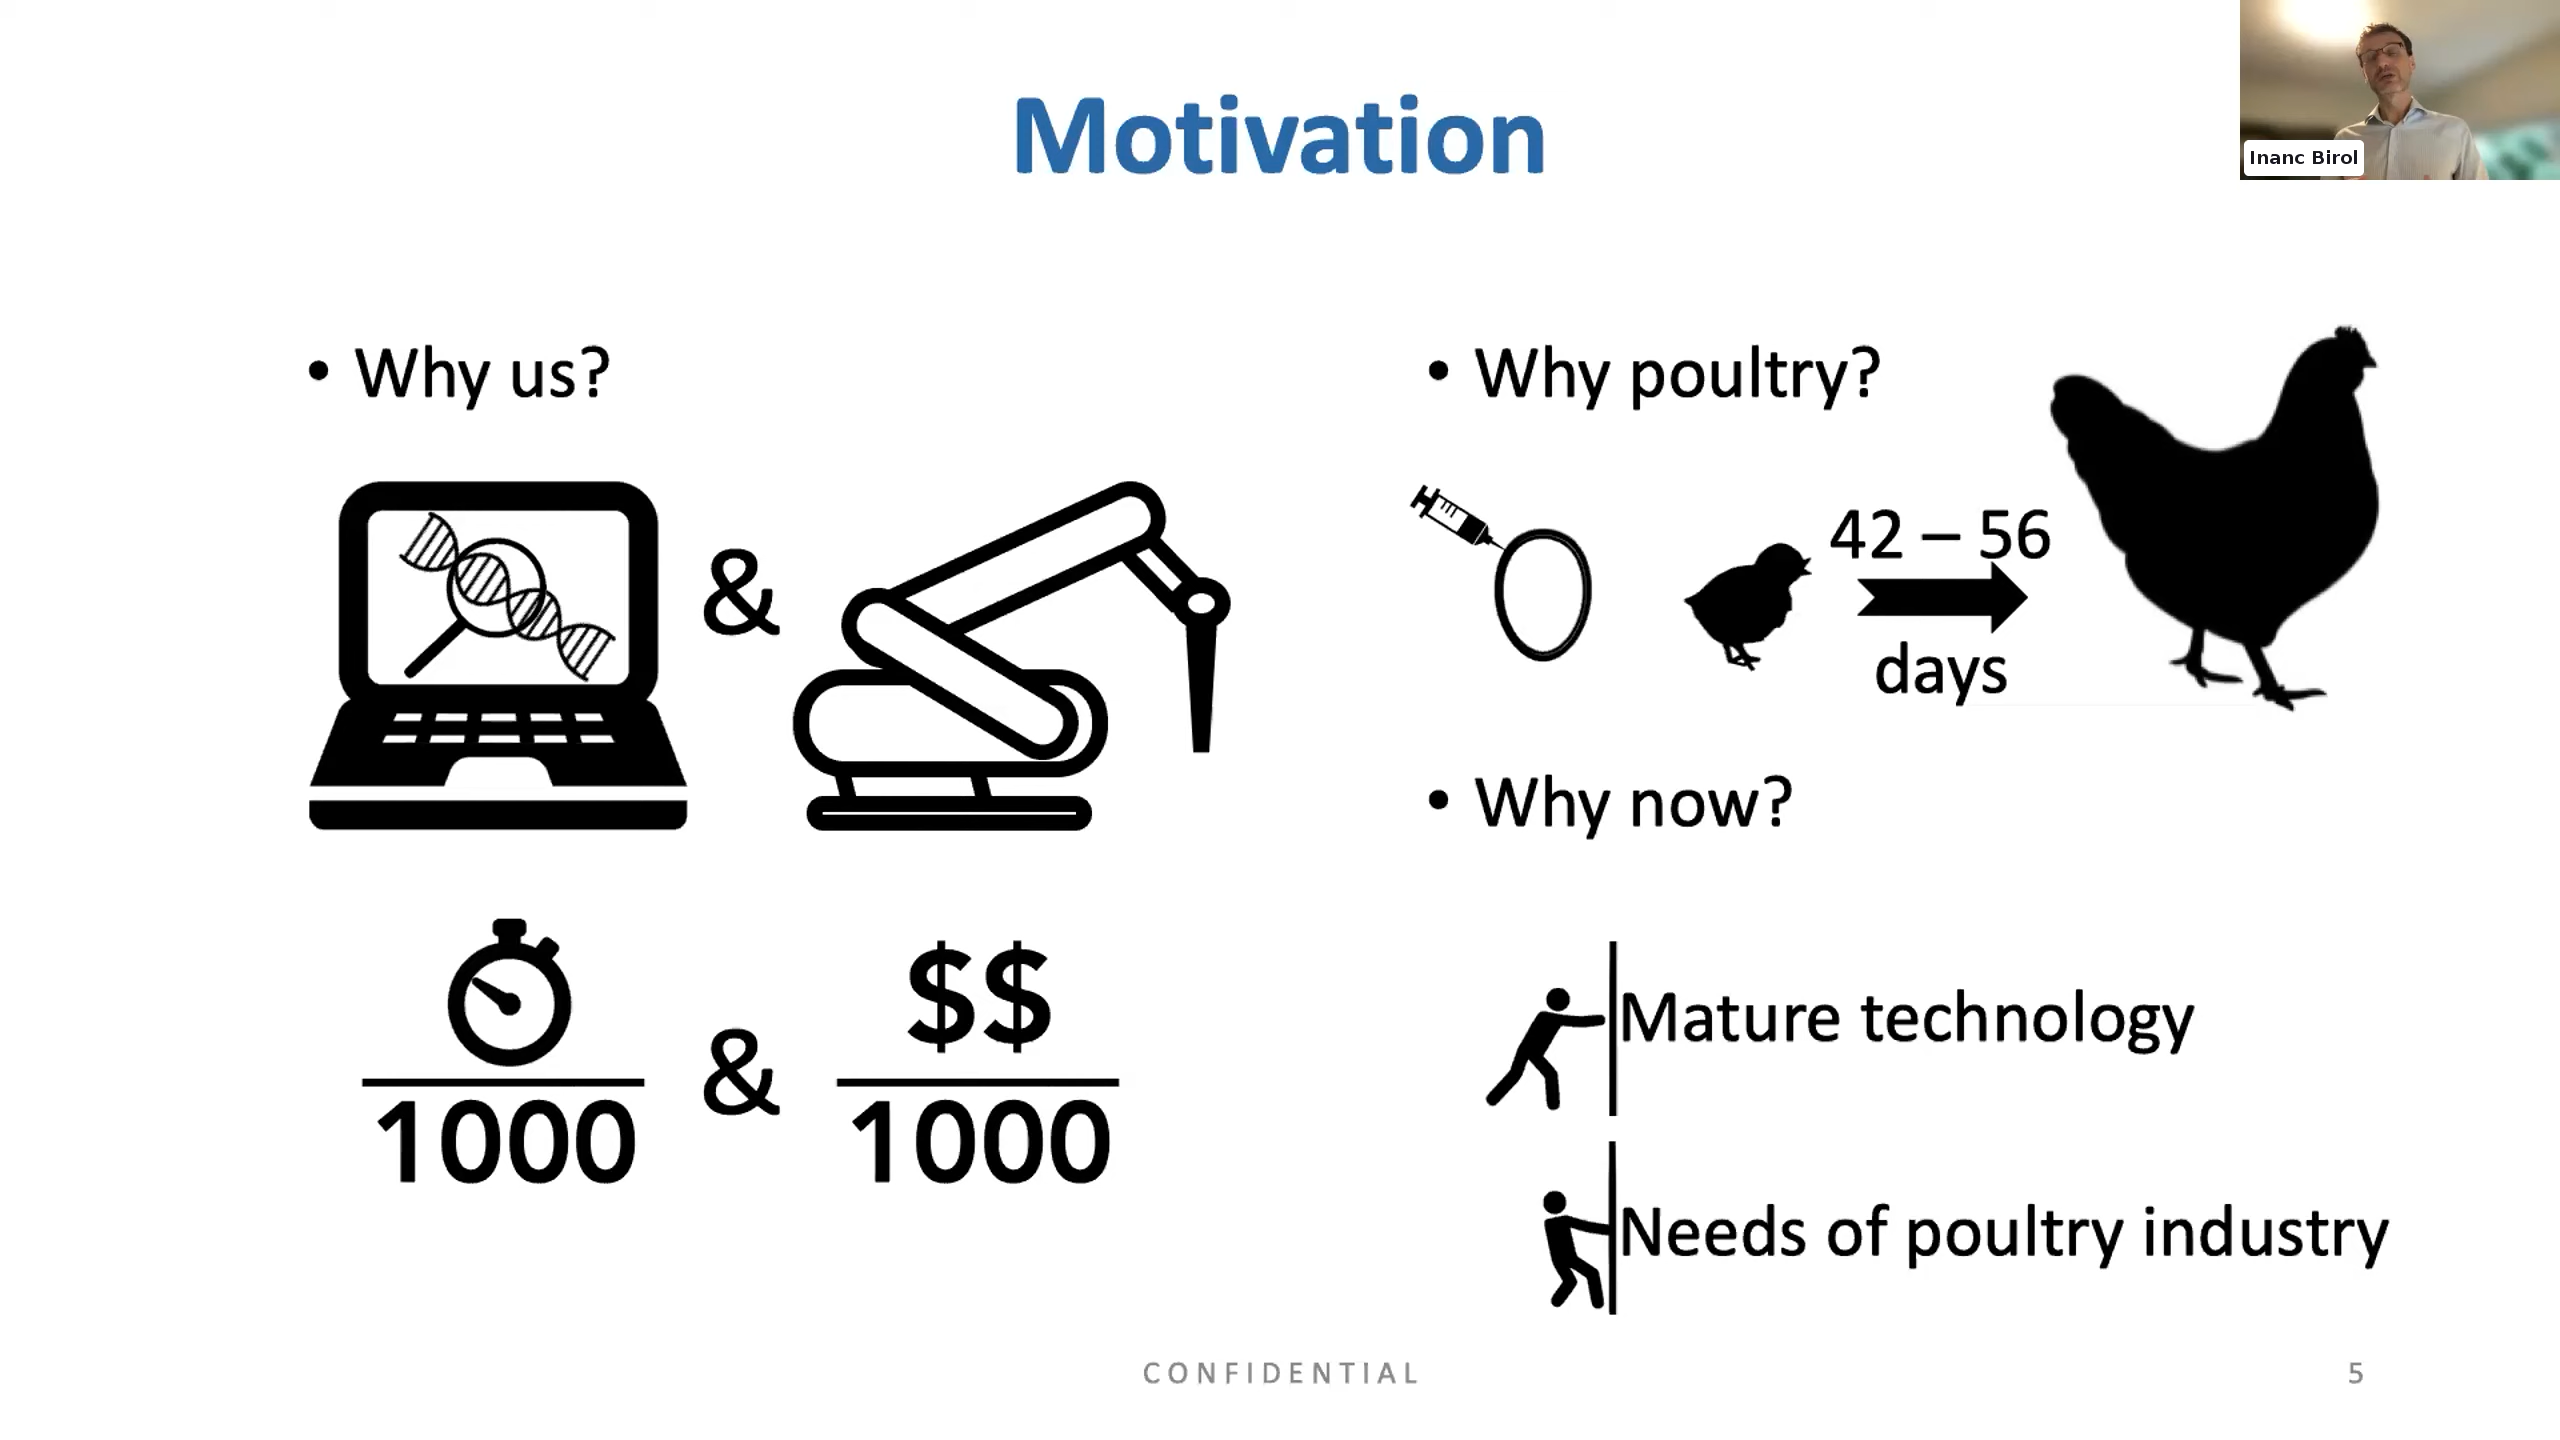 Motivation
Inanc Birol
• Why us?
&
1000
&
$$
1000
• Why poultry?
42 – 56
days
• Why now?
Mature technology
Needs of poultry industry
CONFIDENTIAL
5